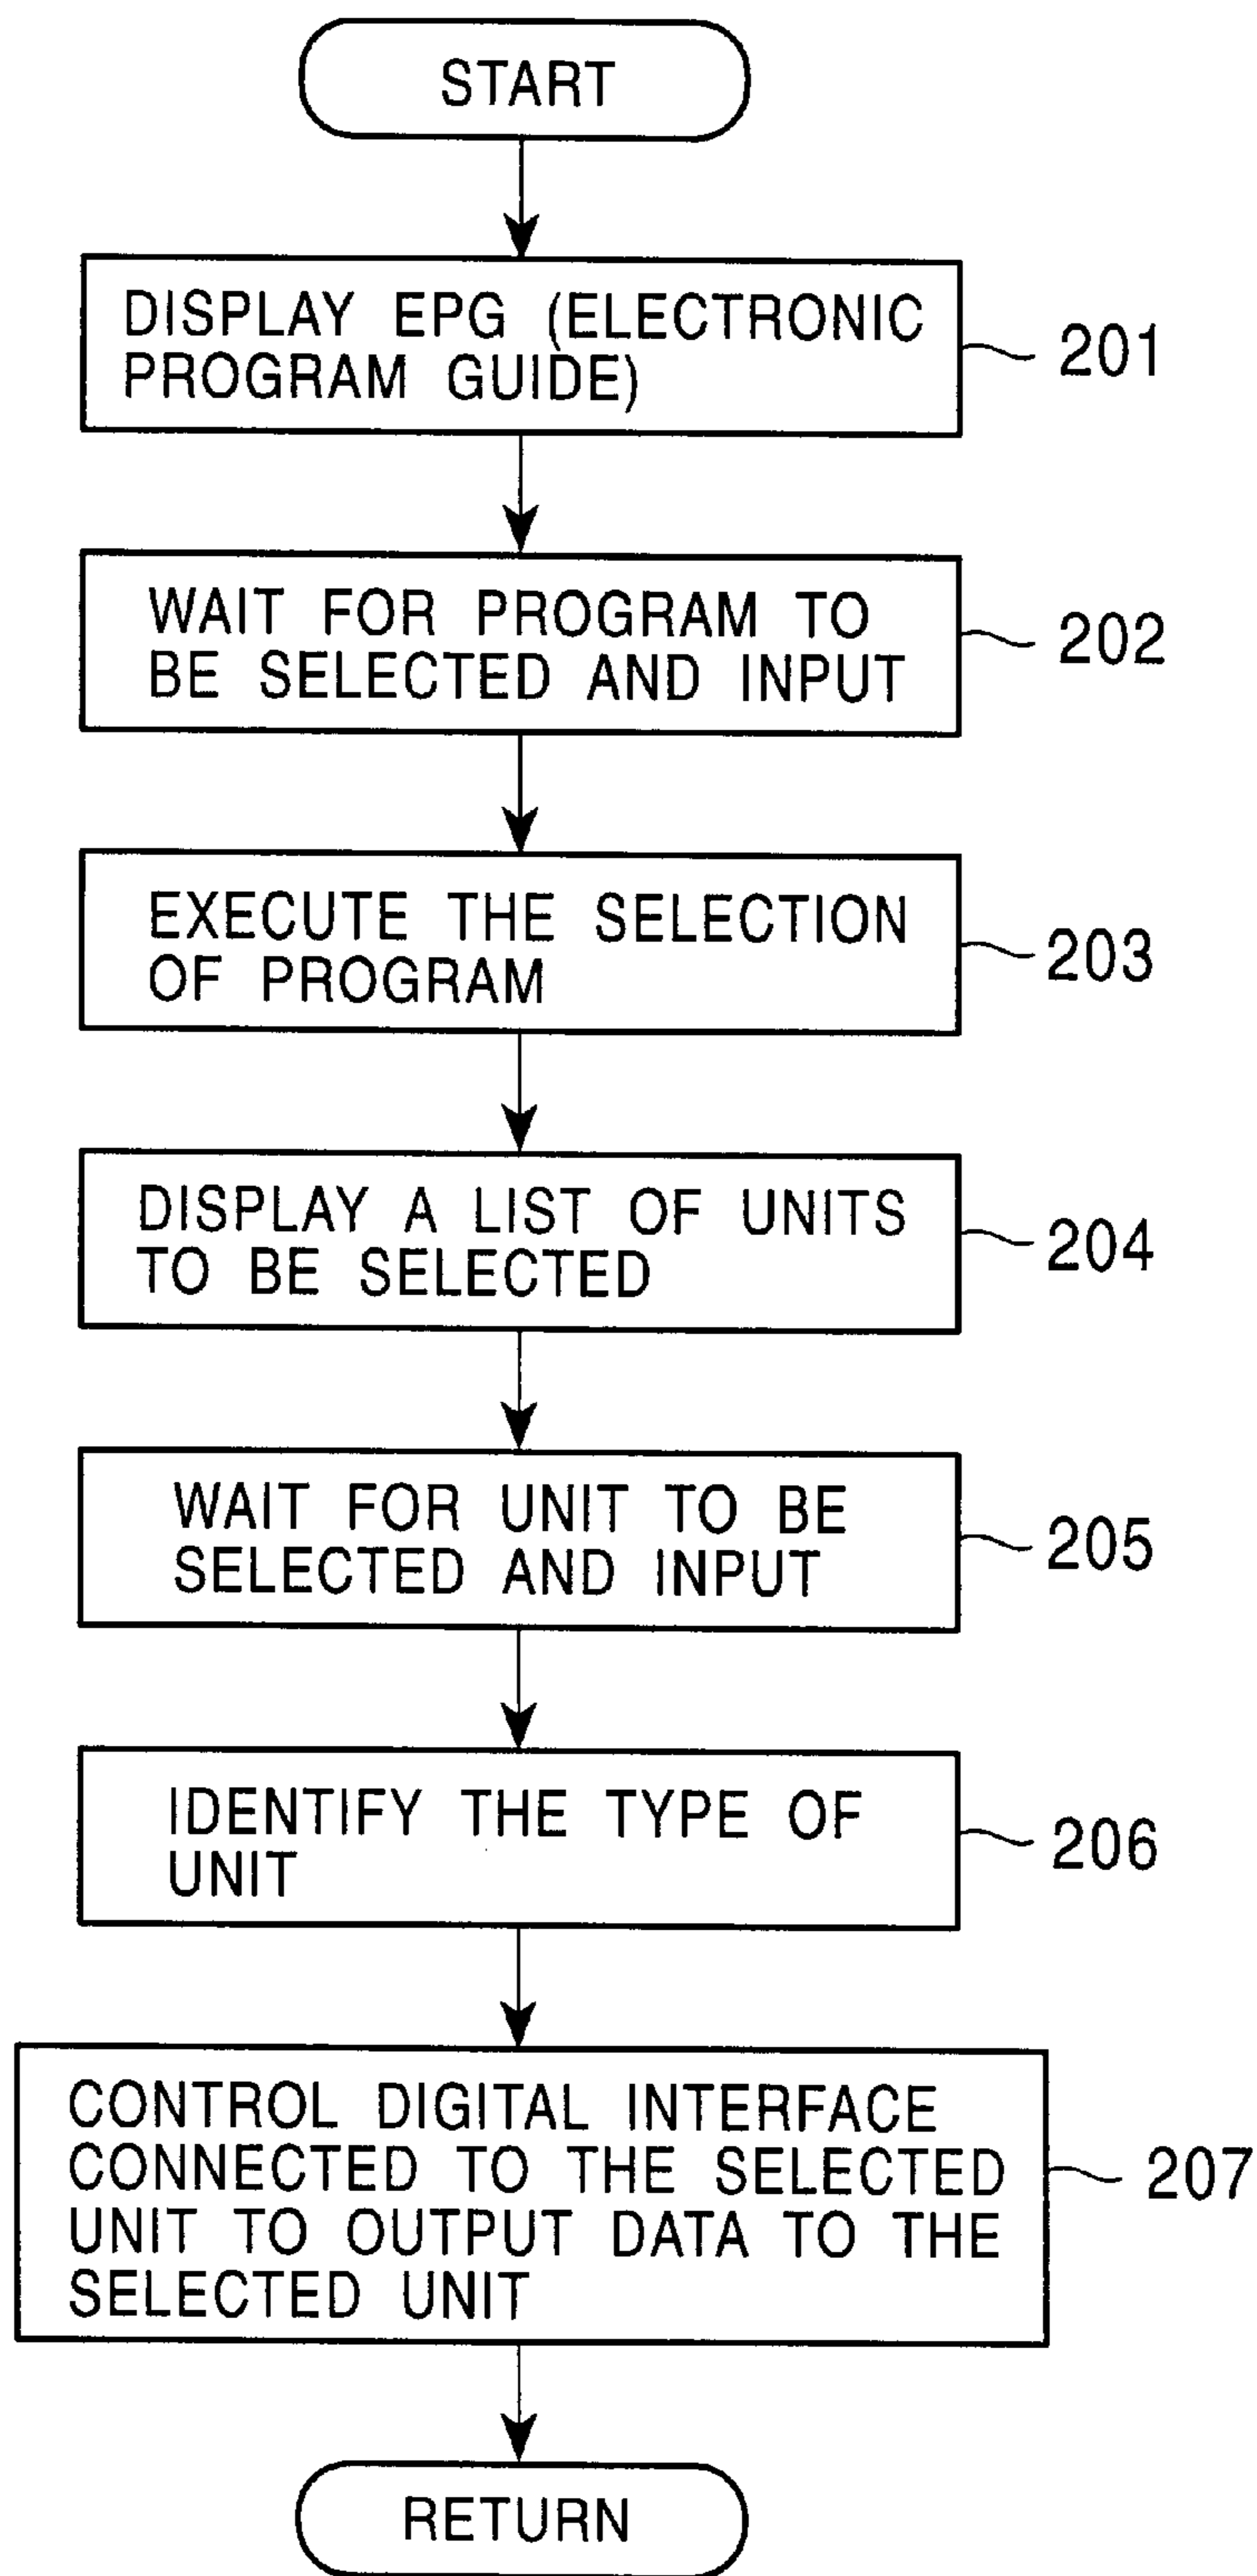 START
DISPLAY EPG (ELECTRONIC
PROGRAM GUIDE)
201
WAIT FOR PROGRAM TO
BE SELECTED AND INPUT
202
EXECUTE THE SELECTION
OF PROGRAM
203
DISPLAY A LIST OF UNITS
TO BE SELECTED
204
WAIT FOR UNIT TO BE
SELECTED AND INPUT
205
IDENTIFY THE TYPE OF
UNIT
206
CONTROL DIGITAL INTERFACE
CONNECTED TO THE SELECTED
UNIT TO OUTPUT DATA TO THE
SELECTED UNIT
207
RETURN